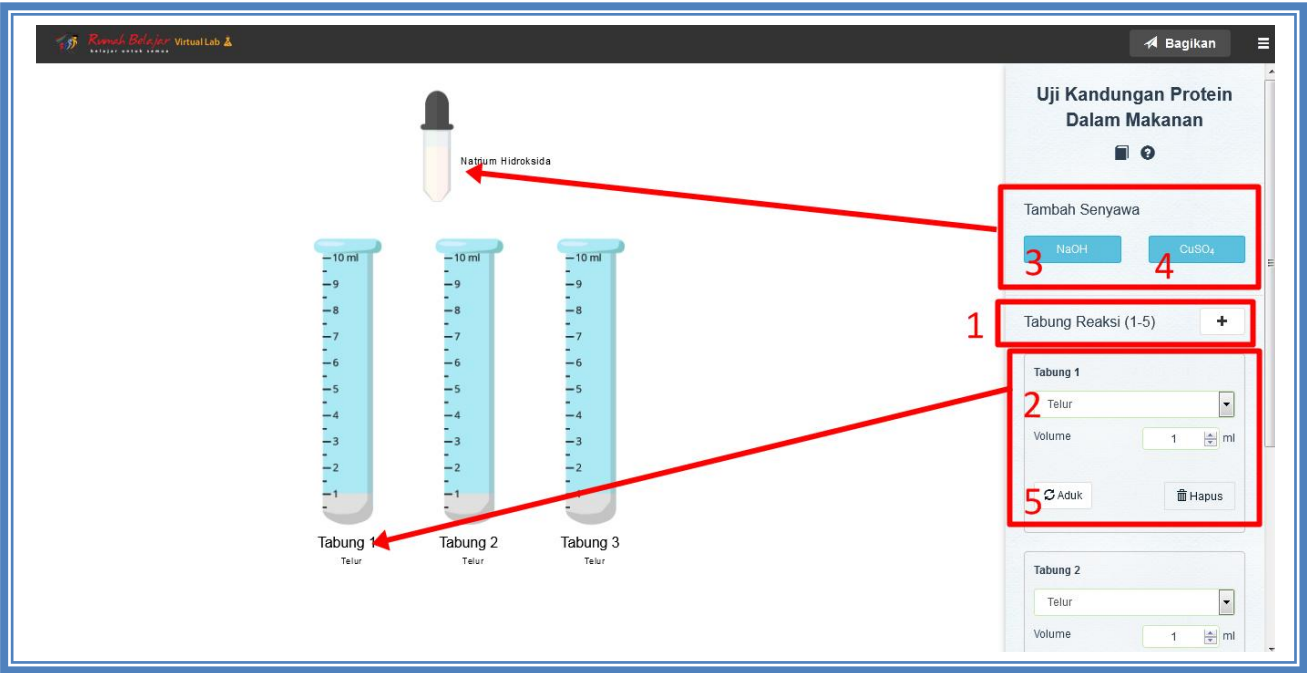 Rumah Belajar Virtual Lab
belajar untuk semua
Bagikan
Natrium Hidroksida
10 ml
9
8
7
6
5
4
3
2
1
Tabung 1
Telur
10 ml
9
8
7
6
5
4
3
2
1
Tabung 2
Telur
10 ml
9
8
7
6
5
4
3
2
1
Tabung 3
Telur
Uji Kandungan Protein
Dalam Makanan
Tambah Senyawa
NaOH
3
CuSO₄
4
1
Tabung Reaksi (1-5) +
Tabung 1
2
Telur
Volume 1 ml
5
Aduk
Hapus
Tabung 2
Telur
Volume 1 ml